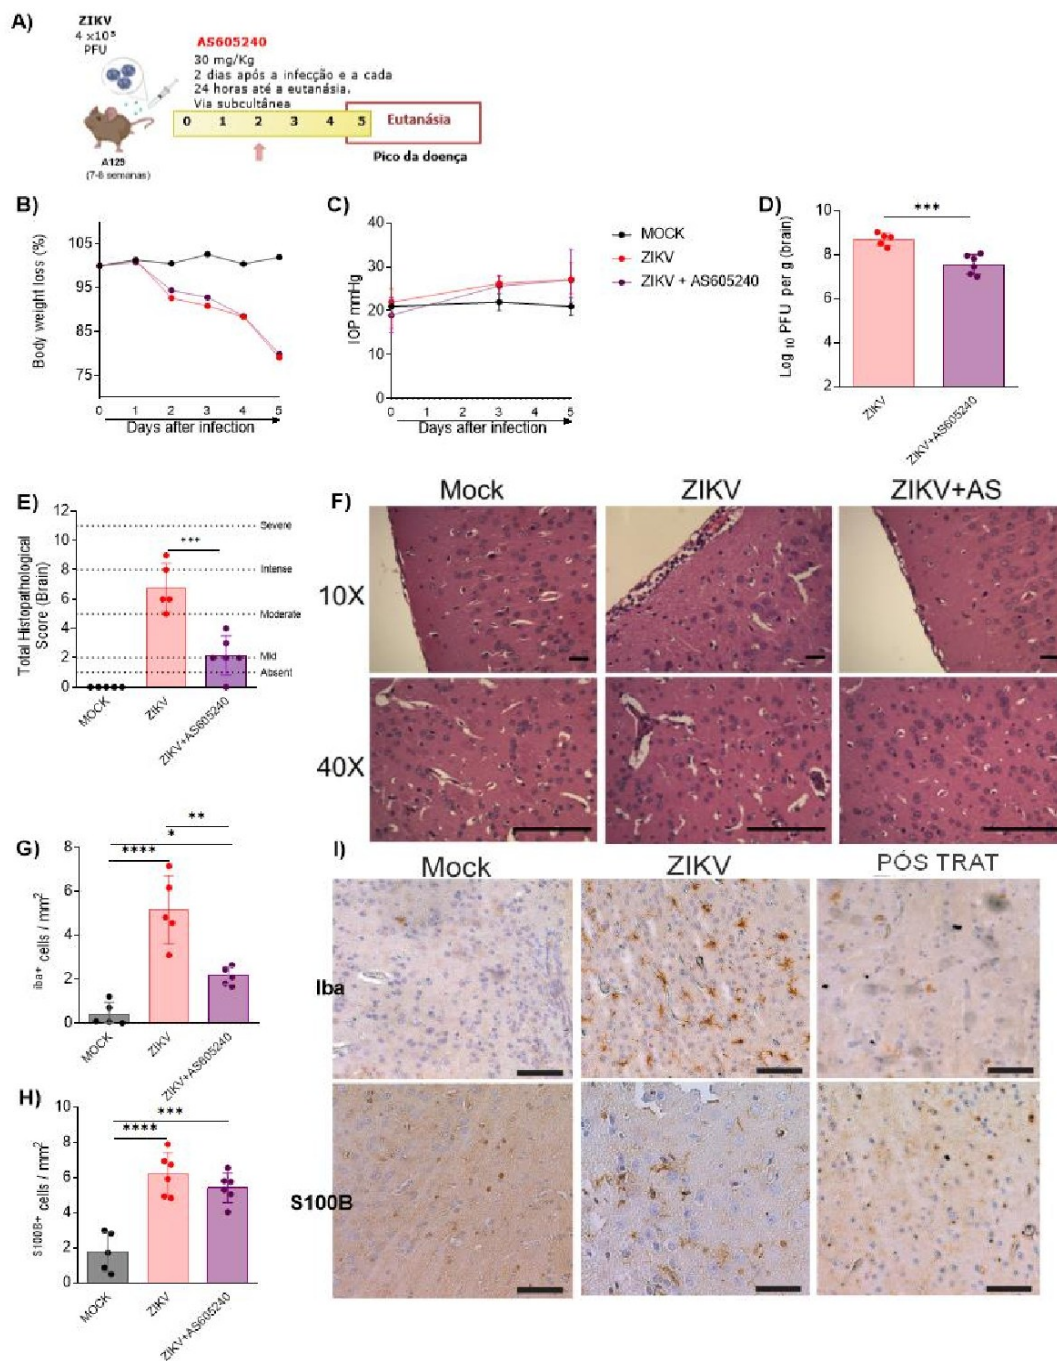 A)
ZIKV
4 x10³
PFU
AS605240
30 mg/Kg
2 dias após a infecção e a cada
24 horas até a eutanásia.
Via subcultânea
0 1 2 3 4 5
Eutanásia
Pico da doença
A129
(7-8 semanas)
B)
Body weight loss (%)
105
95
85
75
0 1 2 3 4 5
Days after infection
C)
IOP mmHg
40
30
20
10
0
0 1 2 3 4 5
Days after infection
MOCK
ZIKV
ZIKV + AS605240
D)
***
Log 10 PFU per g (brain)
10
8
6
4
2
ZIKV
ZIKV+AS605240
E)
Total Histopathological
Score (Brain)
12
10
8
6
4
2
0
***
Severe
Intense
Moderate
Mild
Absent
MOCK
ZIKV
ZIKV+AS605240
F)
Mock ZIKV ZIKV+AS
10X
40X
G)
**
*
****
iba+ cells / mm²
8
6
4
2
0
MOCK
ZIKV
ZIKV+AS605240
H)
***
****
S100B+ cells / mm²
10
8
6
4
2
0
MOCK
ZIKV
ZIKV+AS605240
I)
Mock ZIKV PÓS TRAT
Iba
S100B